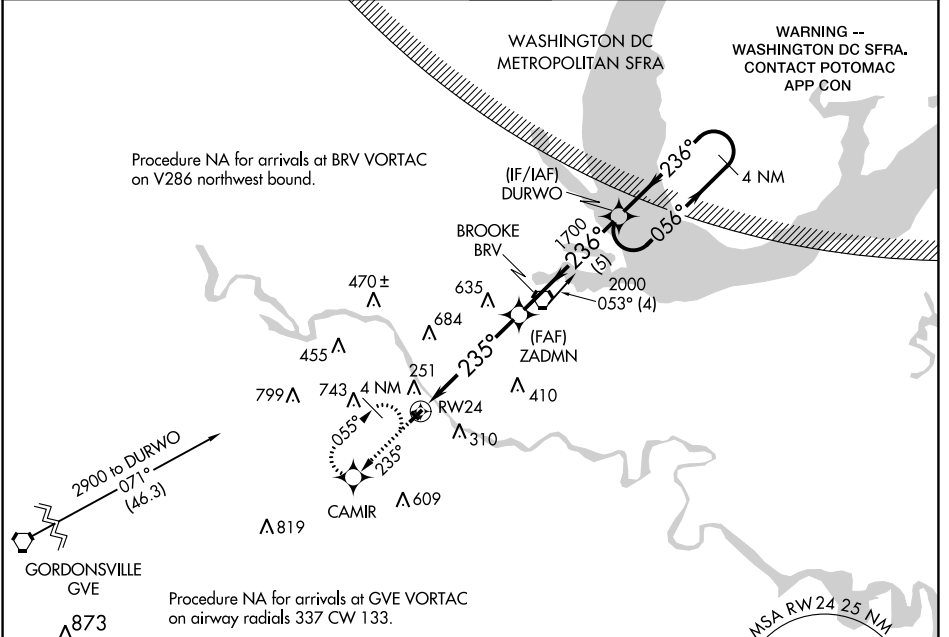 WASHINGTON DC
METROPOLITAN SFRA
WARNING --
WASHINGTON DC SFRA.
CONTACT POTOMAC
APP CON
Procedure NA for arrivals at BRV VORTAC
on V286 northwest bound.
(IF/IAF)
DURWO
236°
4 NM
056°
BROOKE
BRV
1700
236°
(5)
2000
053° (4)
470 ±
635
684
(FAF)
ZADMN
455
235°
251
410
799
743
4 NM
RW24
055°
310
235°
2900 to DURWO
071°
(46.3)
CAMIR
609
819
GORDONSVILLE
GVE
873
Procedure NA for arrivals at GVE VORTAC
on airway radials 337 CW 133.
MSA RW24 25 NM